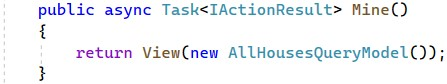 public async Task<IActionResult> Mine()
{
return View(new AllHousesQueryModel());
}